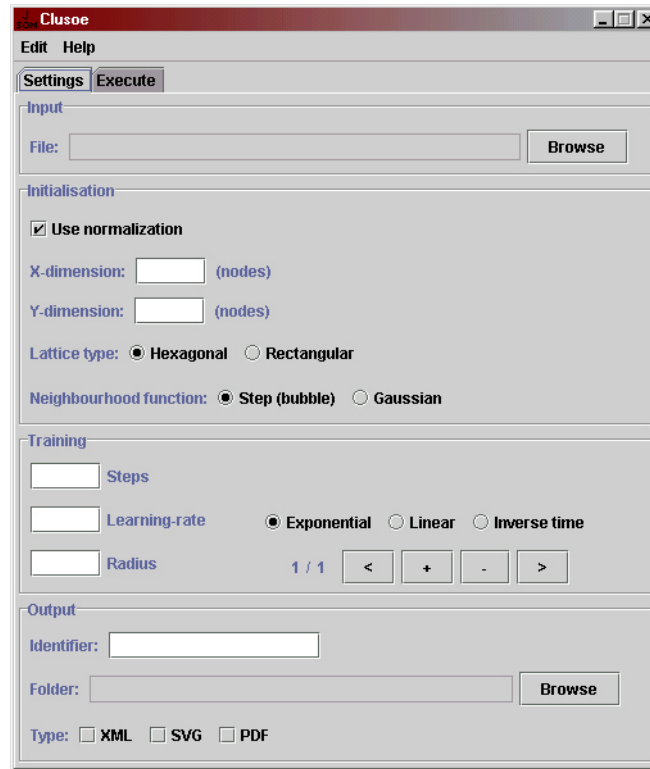 J SOM Clusoe
Edit Help
Settings Execute
Input
File: Browse
Initialisation
Use normalization
X-dimension: (nodes)
Y-dimension: (nodes)
Lattice type: Hexagonal Rectangular
Neighbourhood function: Step (bubble) Gaussian
Training
Steps
Learning-rate Exponential Linear Inverse time
Radius 1 / 1 < + - >
Output
Identifier:
Folder: Browse
Type: XML SVG PDF